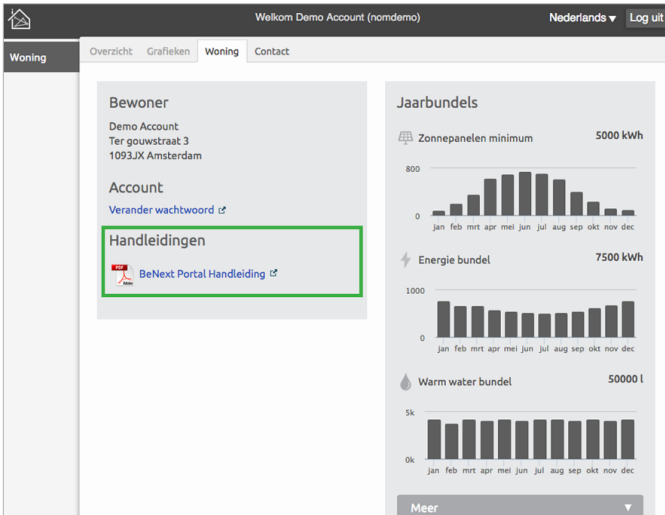 Welkom Demo Account (nomdemo)
Nederlands ▾
Log uit
Woning
Overzicht Grafieken Woning Contact
Bewoner
Demo Account
Ter gouwstraat 3
1093JX Amsterdam
Account
Verander wachtwoord
Handleidingen
PDF
Adobe
BeNext Portal Handleiding
Jaarbundels
Zonnepanelen minimum 5000 kWh
800
0
jan feb mrt apr mei jun jul aug sep okt nov dec
Energie bundel 7500 kWh
1000
0
jan feb mrt apr mei jun jul aug sep okt nov dec
Warm water bundel 50000 l
5k
0k
jan feb mrt apr mei jun jul aug sep okt nov dec
Meer ▼